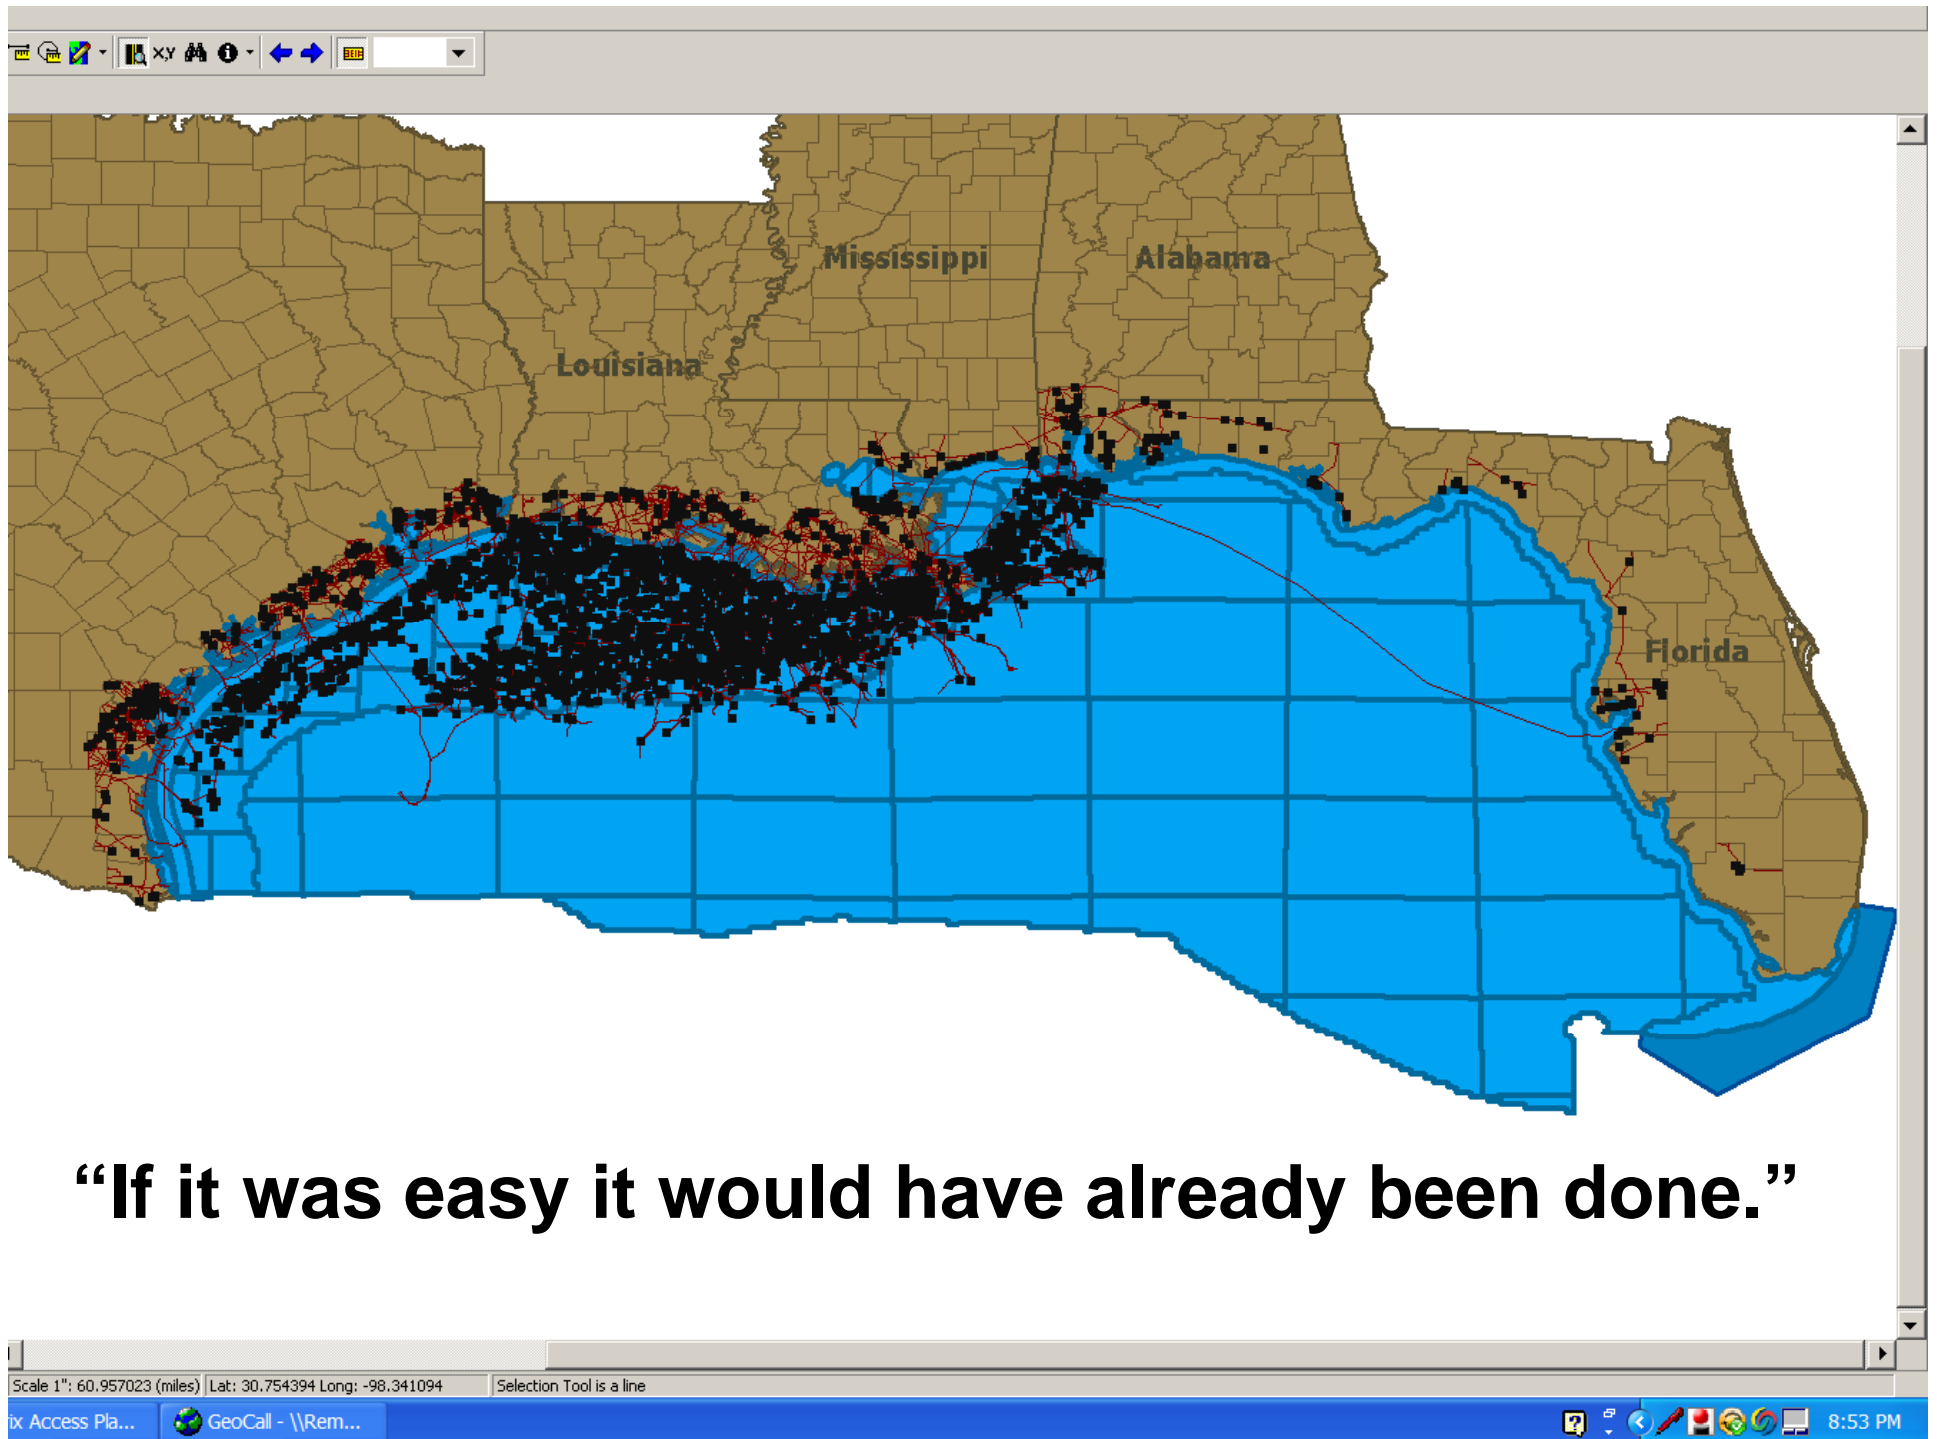 X,Y
Mississippi
Alabama
Louisiana
Florida
“If it was easy it would have already been done.”
Scale 1": 60.957023 (miles) Lat: 30.754394 Long: -98.341094 Selection Tool is a line
ix Access Pla... GeoCall - \\Rem... 8:53 PM